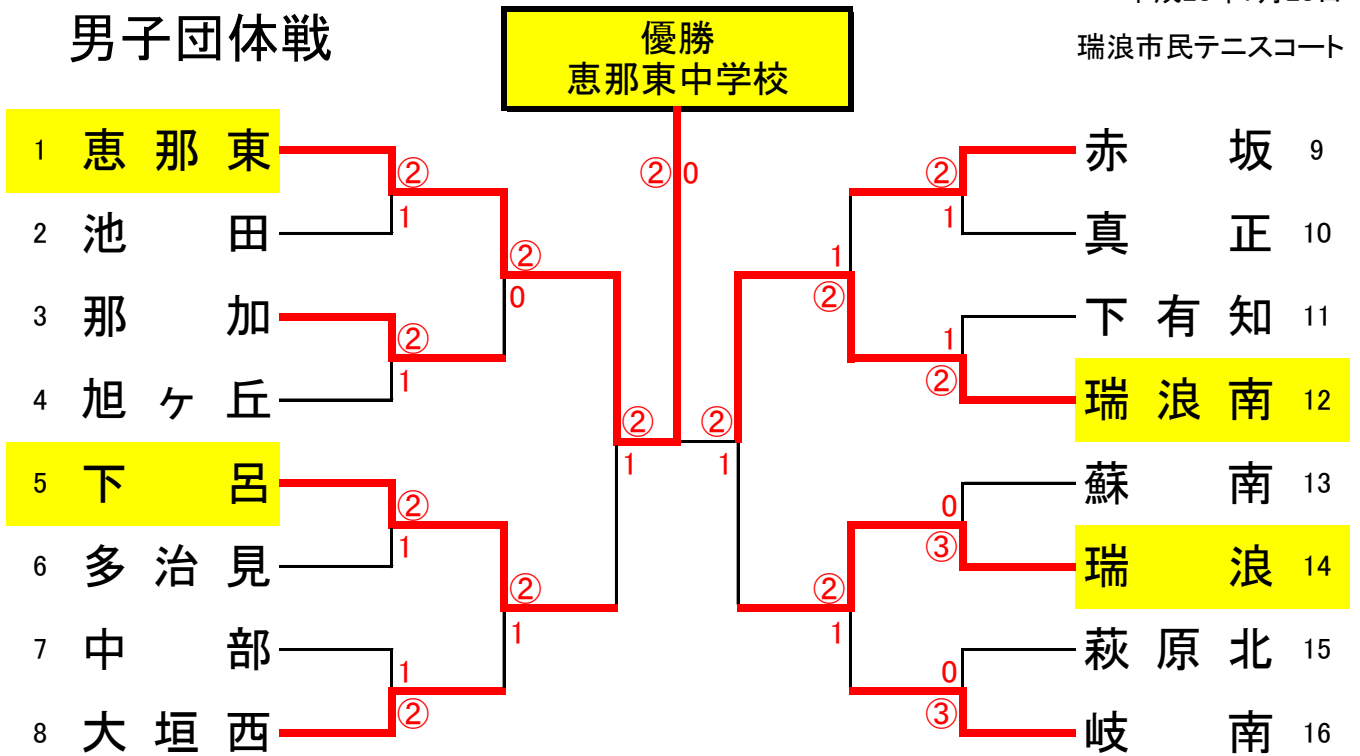 男子団体戦
優勝
恵那東中学校
瑞浪市民テニスコート
1 恵那東
2 池田
3 那加
4 旭ヶ丘
5 下呂
6 多治見
7 中部
8 大垣西
② 1
② 1
② 1
1 ②
② 0
② 1
② 1
② 0
② 1
1 ②
② 1
② 1
1 ②
0 ③
0 ③
赤坂 9
真正 10
下有知 11
瑞浪南 12
蘇南 13
瑞浪 14
萩原北 15
岐南 16